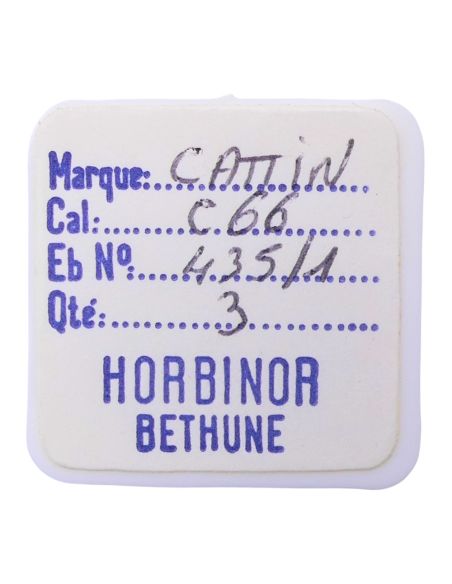 Marque: CATTIN
Cal: C66
Eb Nº. 435/1
Qté: 3
HORBINOR
BETHUNE